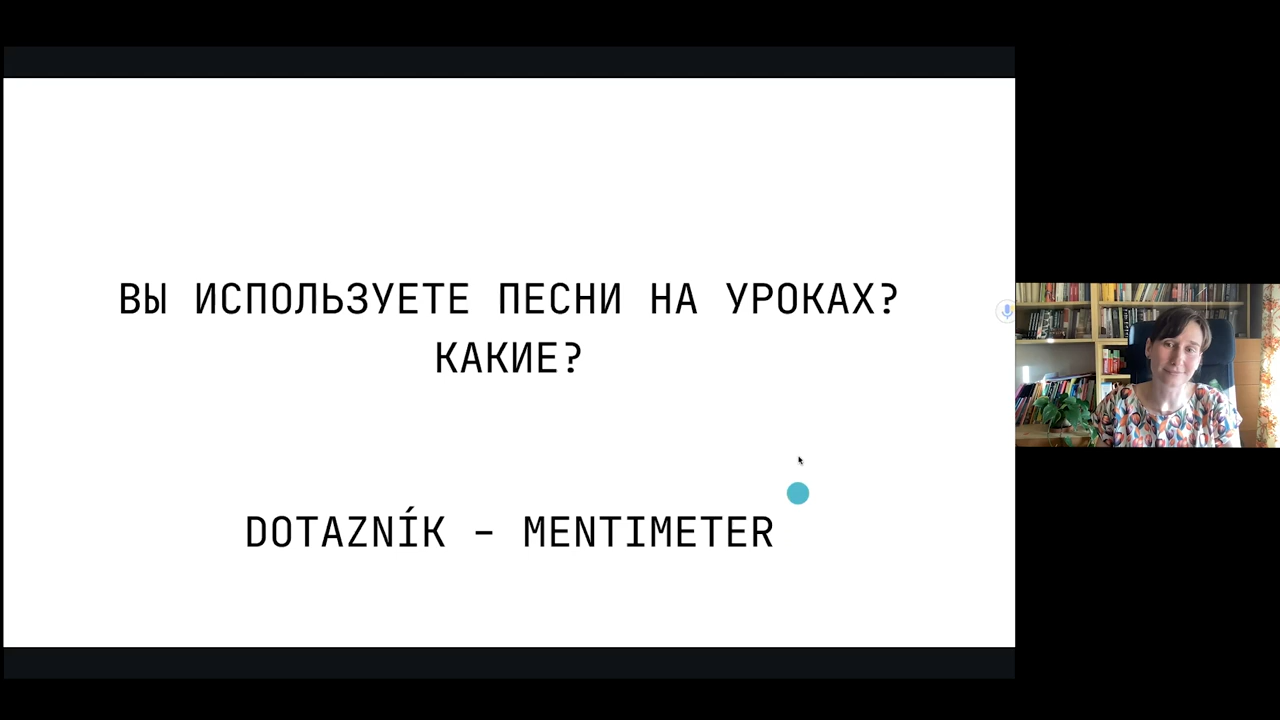 ВЫ ИСПОЛЬЗУЕТЕ ПЕСНИ НА УРОКАХ?
КАКИЕ?
DOTAZNÍK – MENTIMETER